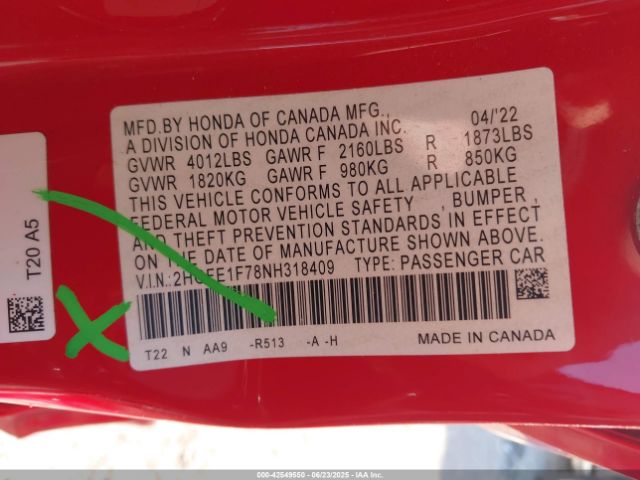 MFD.BY HONDA OF CANADA MFG., 04/'22
A DIVISION OF HONDA CANADA INC.
GVWR 4012LBS GAWR F 2160LBS R 1873LBS
GVWR 1820KG GAWR F 980KG R 850KG
THIS VEHICLE CONFORMS TO ALL APPLICABLE
FEDERAL MOTOR VEHICLE SAFETY , BUMPER ,
AND THEFT PREVENTION STANDARDS IN EFFECT
ON THE DATE OF MANUFACTURE SHOWN ABOVE.
V.I.N.: TYPE: PASSENGER CAR
T22 N AA9 -R513 -A -H MADE IN CANADA
T20 A5
000-42549550 - 06/23/2025 - IAA Inc.